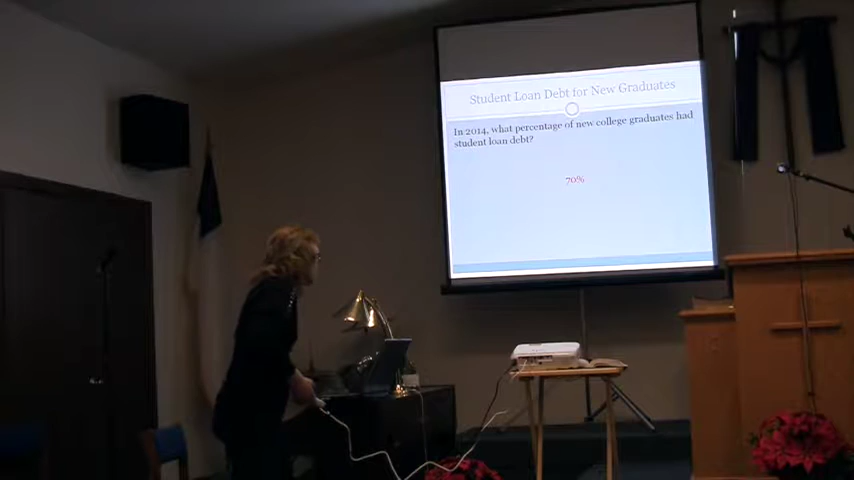 Student Loan Debt for New Graduates
In 2014, what percentage of new college graduates had
student loan debt?
70%